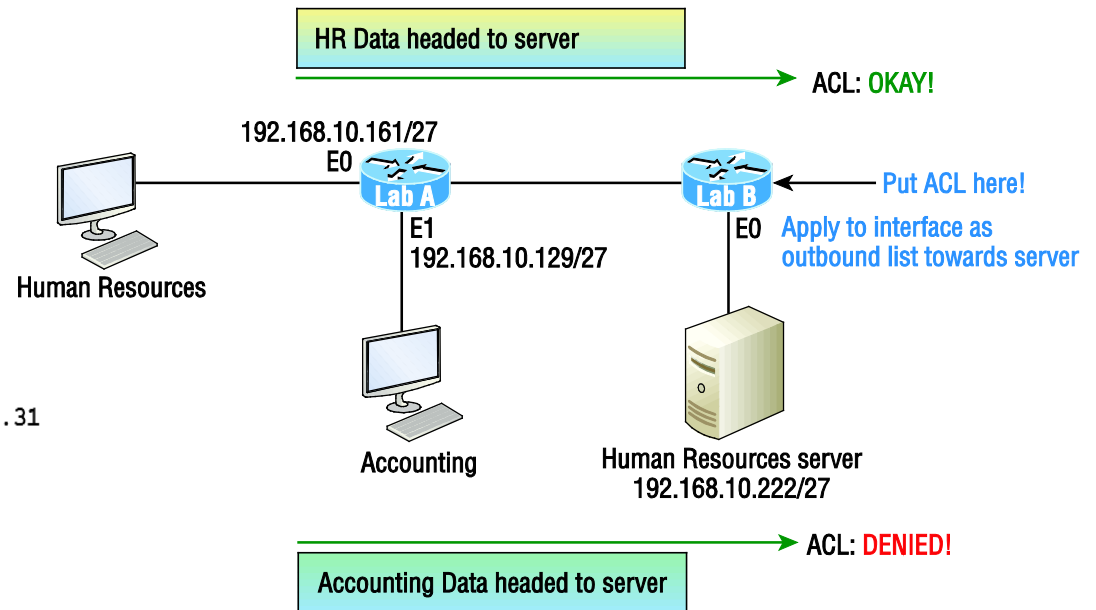 HR Data headed to server
ACL: OKAY!
192.168.10.161/27
E0
Lab A
Lab B
Put ACL here!
E1
192.168.10.129/27
E0
Apply to interface as
outbound list towards server
Human Resources
.31
Accounting
Human Resources server
192.168.10.222/27
ACL: DENIED!
Accounting Data headed to server